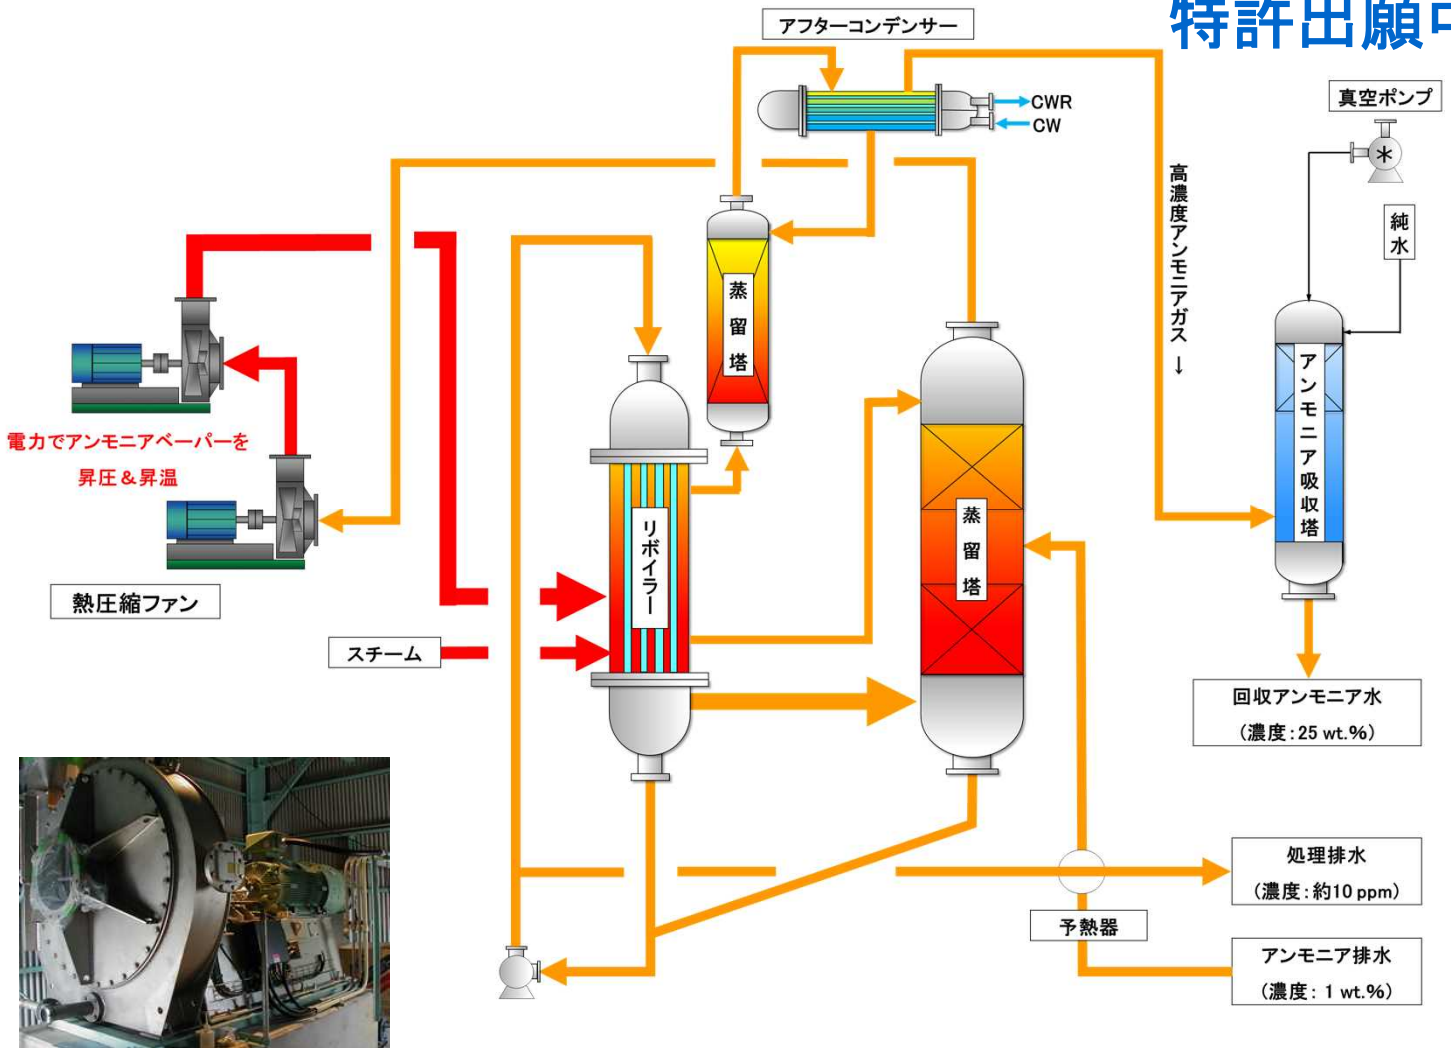 特許出願中
アフターコンデンサー
CWR
CW
真空ポンプ
高濃度アンモニアガス ↓
純水
蒸留塔
アンモニア吸収塔
電力でアンモニアベーパーを
昇圧&昇温
リボイラー
蒸留塔
熱圧縮ファン
スチーム
回収アンモニア水
(濃度:25 wt.%)
処理排水
(濃度:約10 ppm)
予熱器
アンモニア排水
(濃度: 1 wt.%)